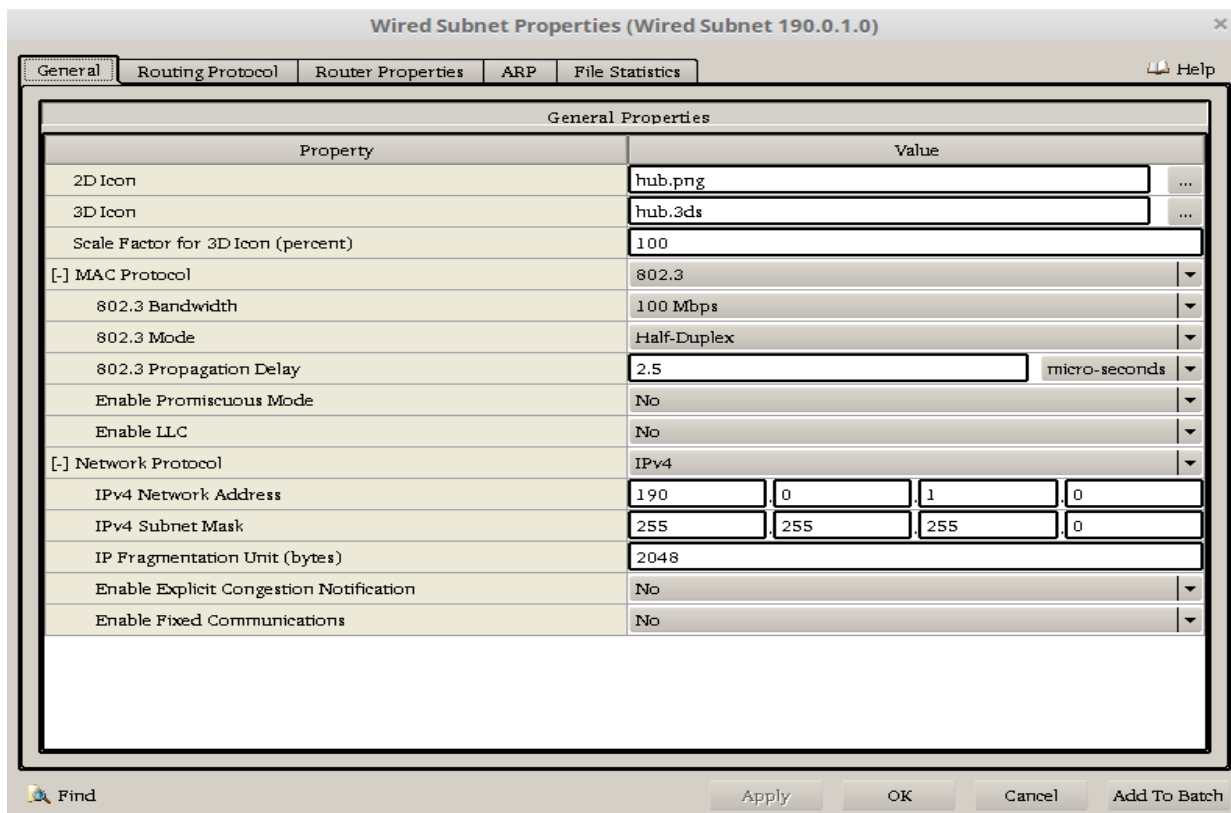 Wired Subnet Properties (Wired Subnet 190.0.1.0) ×
General Routing Protocol Router Properties ARP File Statistics Help
General Properties
Property Value
2D Icon hub.png ...
3D Icon hub.3ds ...
Scale Factor for 3D Icon (percent) 100
[-] MAC Protocol 802.3
802.3 Bandwidth 100 Mbps
802.3 Mode Half-Duplex
802.3 Propagation Delay 2.5 micro-seconds
Enable Promiscuous Mode No
Enable LLC No
[-] Network Protocol IPv4
IPv4 Network Address 190 . 0 . 1 . 0
IPv4 Subnet Mask 255 . 255 . 255 . 0
IP Fragmentation Unit (bytes) 2048
Enable Explicit Congestion Notification No
Enable Fixed Communications No
Find Apply OK Cancel Add To Batch